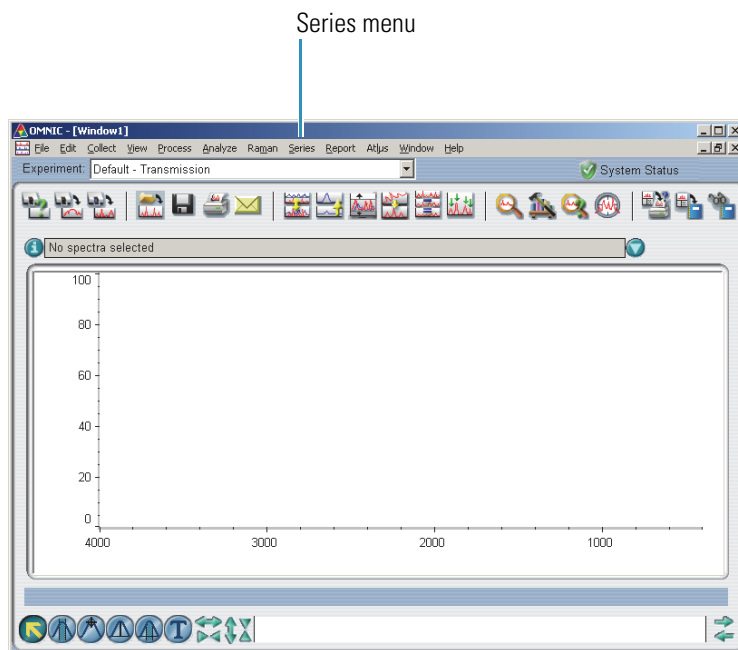 Series menu
OMNIC - [Window1]
File Edit Collect View Process Analyze Raman Series Report Atlµs Window Help
Experiment: Default - Transmission System Status
No spectra selected
100
80
60
40
20
0
4000 3000 2000 1000
T